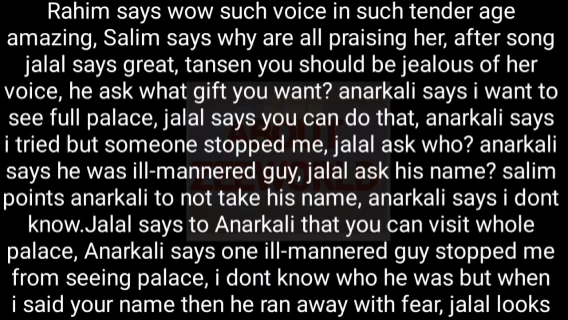 Rahim says wow such voice in such tender age
amazing, Salim says why are all praising her, after song
jalal says great, tansen you should be jealous of her
voice, he ask what gift you want? anarkali says i want to
see full palace, jalal says you can do that, anarkali says
i tried but someone stopped me, jalal ask who? anarkali
says he was ill-mannered guy, jalal ask his name? salim
points anarkali to not take his name, anarkali says i dont
know.Jalal says to Anarkali that you can visit whole
palace, Anarkali says one ill-mannered guy stopped me
from seeing palace, i dont know who he was but when
i said your name then he ran away with fear, jalal looks